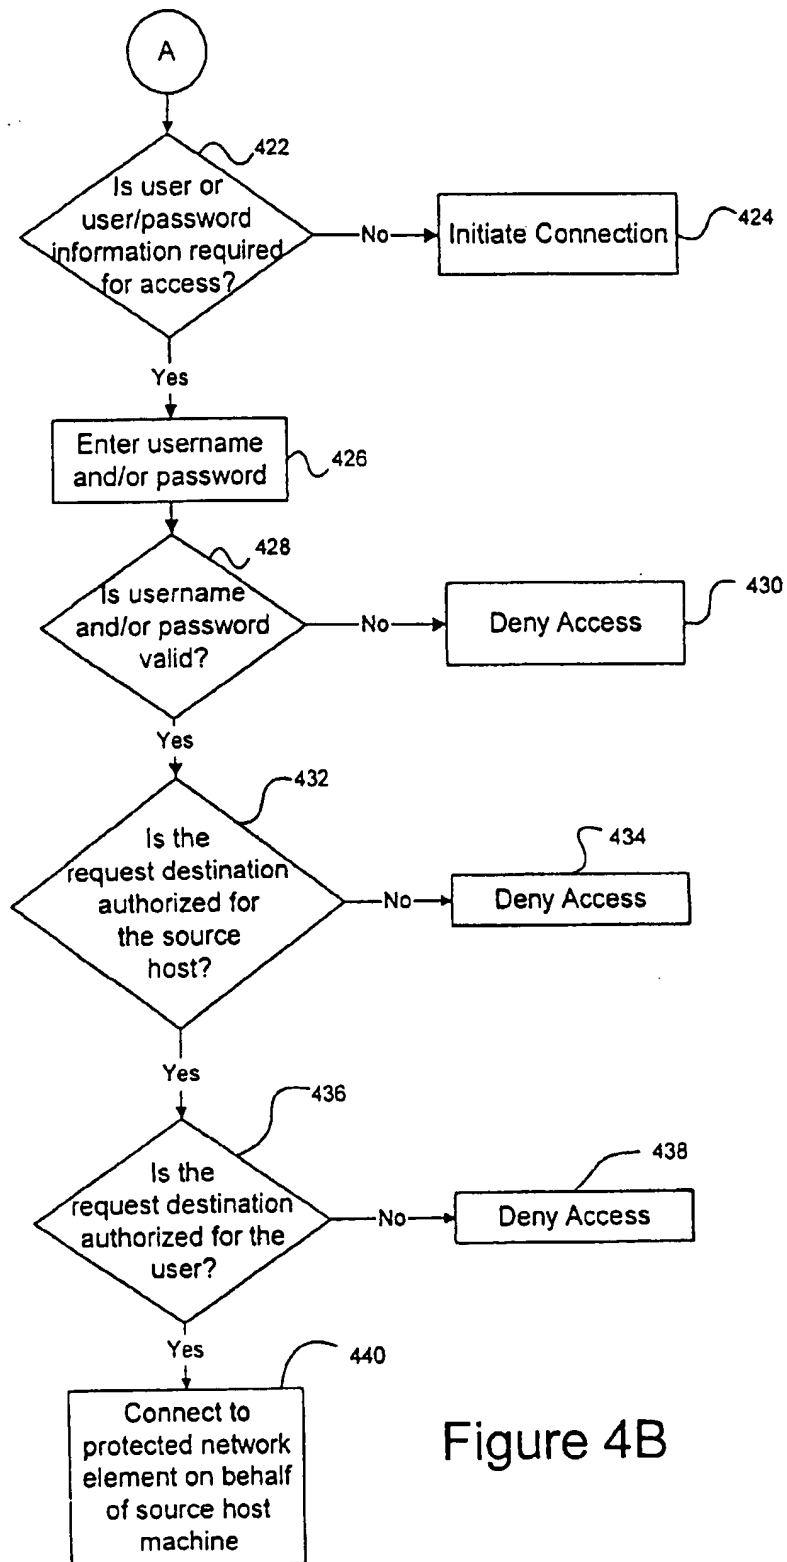 A
422
Is user or
user/password
information required
for access?
No
Initiate Connection
424
Yes
Enter username
and/or password
426
428
Is username
and/or password
valid?
No
Deny Access
430
Yes
432
Is the
request destination
authorized for
the source
host?
No
434
Deny Access
Yes
436
Is the
request destination
authorized for the
user?
No
438
Deny Access
Yes
440
Connect to
protected network
element on behalf
of source host
machine
Figure 4B